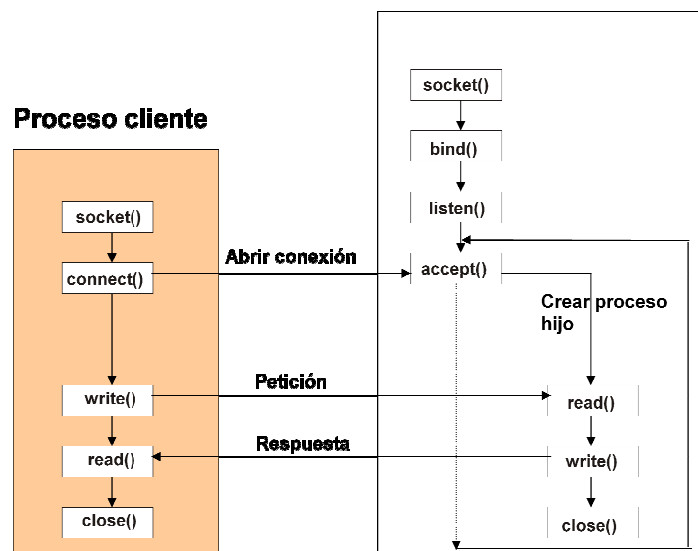 Proceso cliente
socket()
connect()
write()
read()
close()
Abrir conexión
Petición
Respuesta
socket()
bind()
listen()
accept()
Crear proceso
hijo
read()
write()
close()